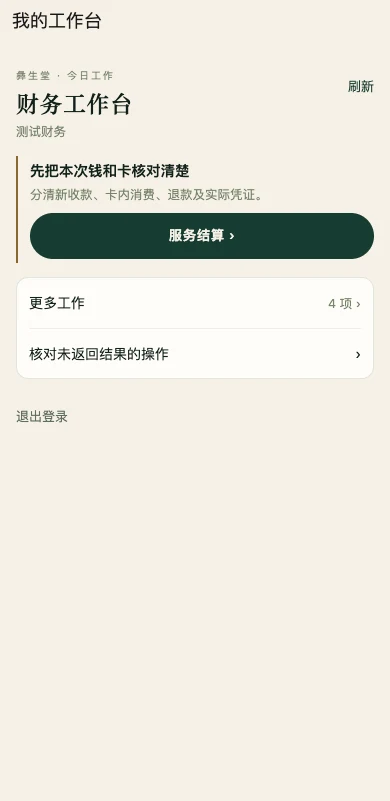 我的工作台
彝生堂 · 今日工作
财务工作台
刷新
测试财务
先把本次钱和卡核对清楚
分清新收款、卡内消费、退款及实际凭证。
服务结算 ›
更多工作 4 项 ›
核对未返回结果的操作 ›
退出登录